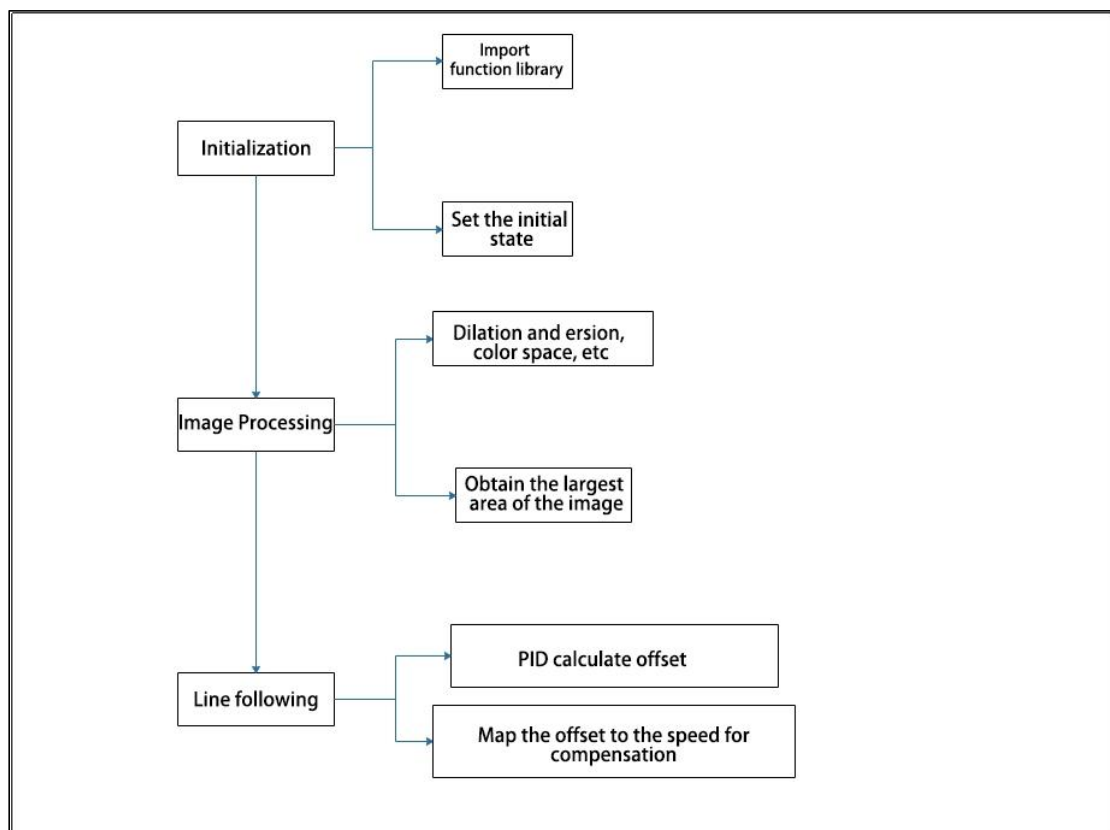 Import
function library
Initialization
Set the initial
state
Dilation and ersion,
color space, etc
Image Processing
Obtain the largest
area of the image
PID calculate offset
Line following
Map the offset to the speed for
compensation